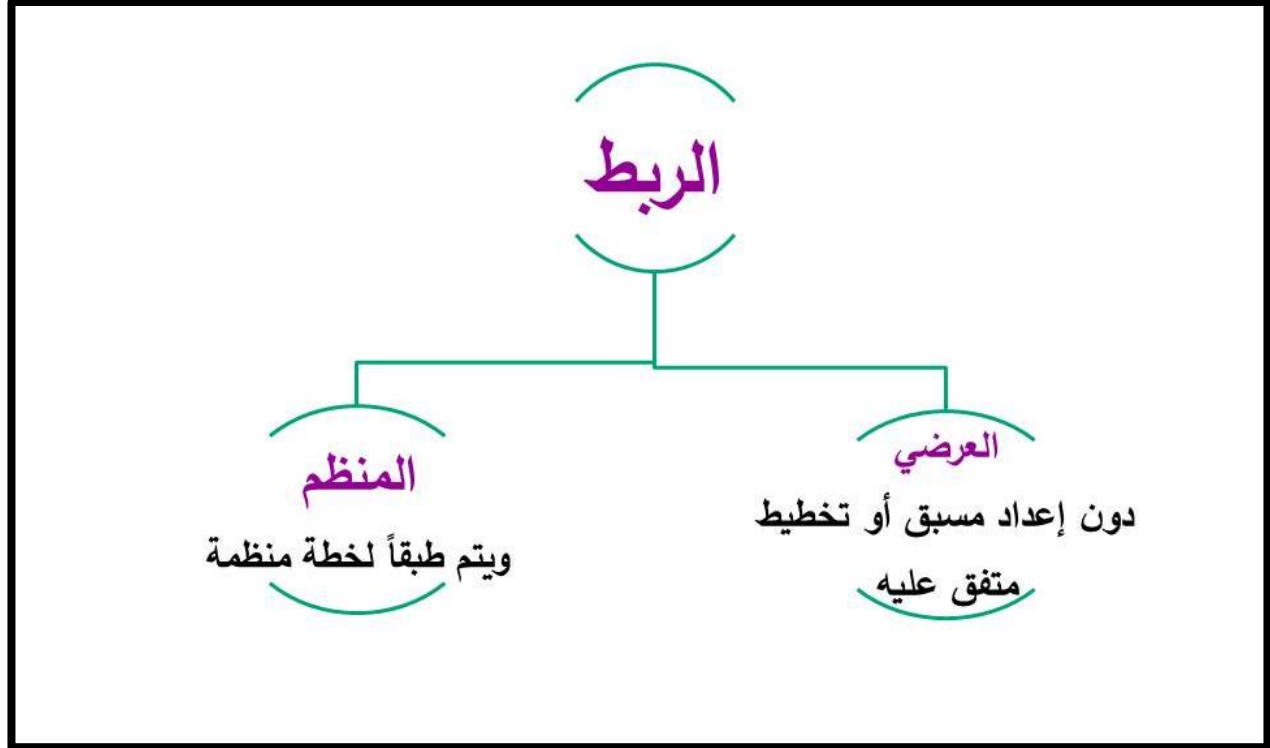 الربط
العرضي
دون إعداد مسبق أو تخطيط
متفق عليه
المنظم
ويتم طبقاً لخطة منظمة